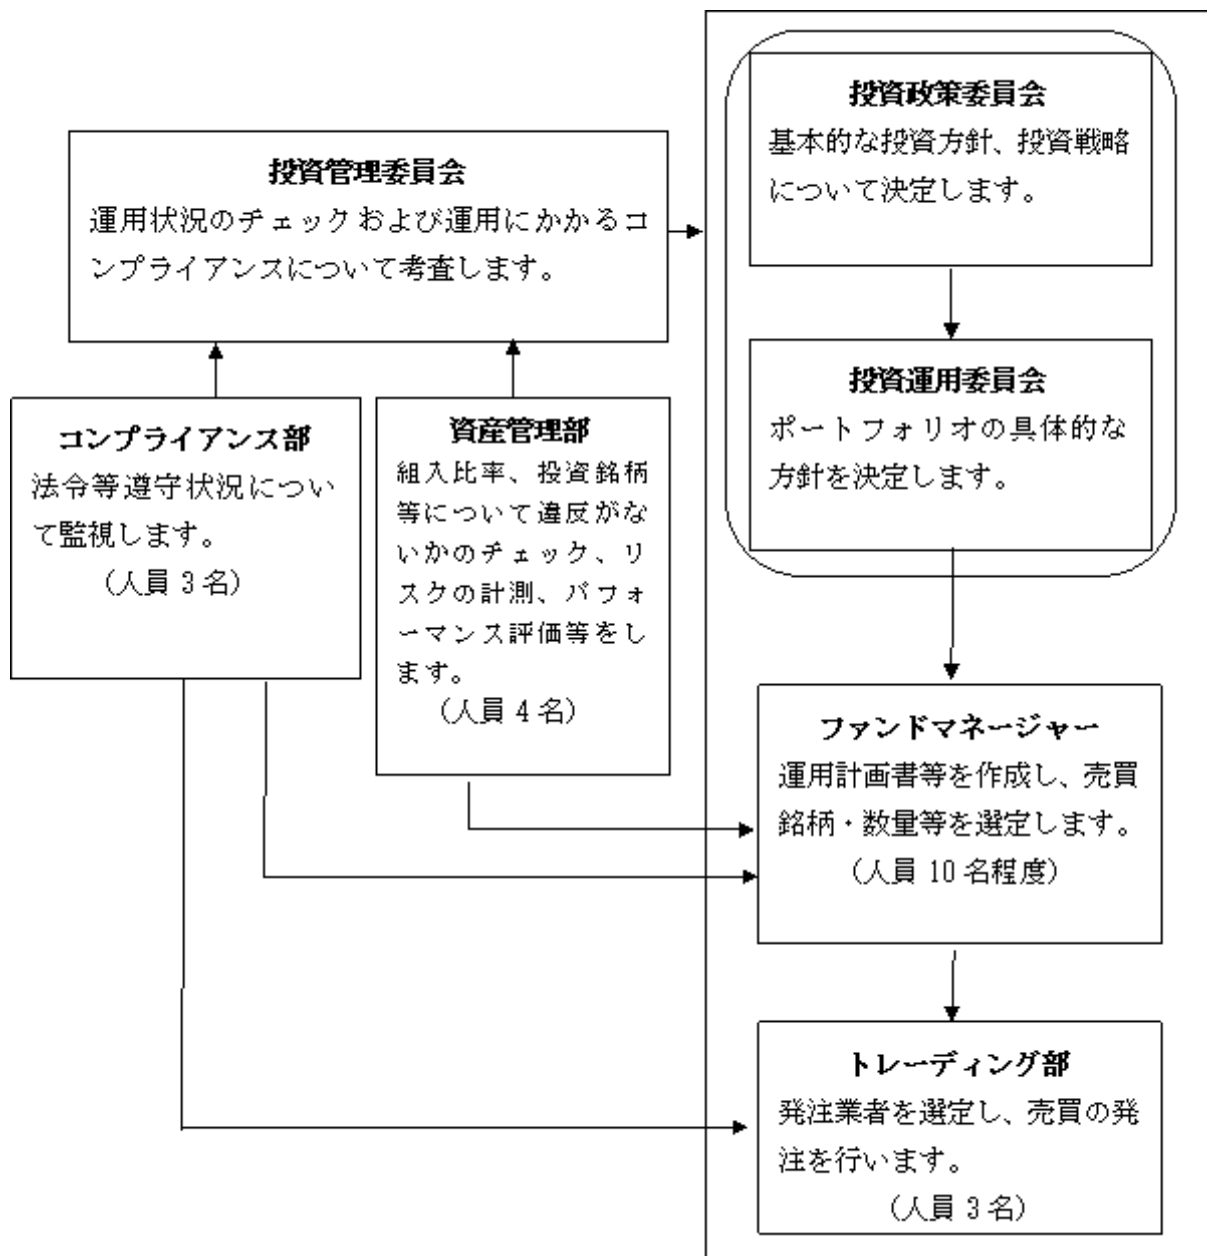 投資政策委員会
基本的な投資方針、投資戦略
について決定します。
投資管理委員会
運用状況のチェックおよび運用にかかるコ
ンプライアンスについて考査します。
投資運用委員会
ポートフォリオの具体的な
方針を決定します。
コンプライアンス部
法令等遵守状況につい
て監視します。
（人員 3 名）
資産管理部
組入比率、投資銘柄
等について違反がな
いかのチェック、リ
スクの計測、パフォ
ーマンス評価等をし
ます。
（人員 4 名）
ファンドマネージャー
運用計画書等を作成し、売買
銘柄・数量等を選定します。
（人員 10 名程度）
トレーディング部
発注業者を選定し、売買の発
注を行います。
（人員 3 名）